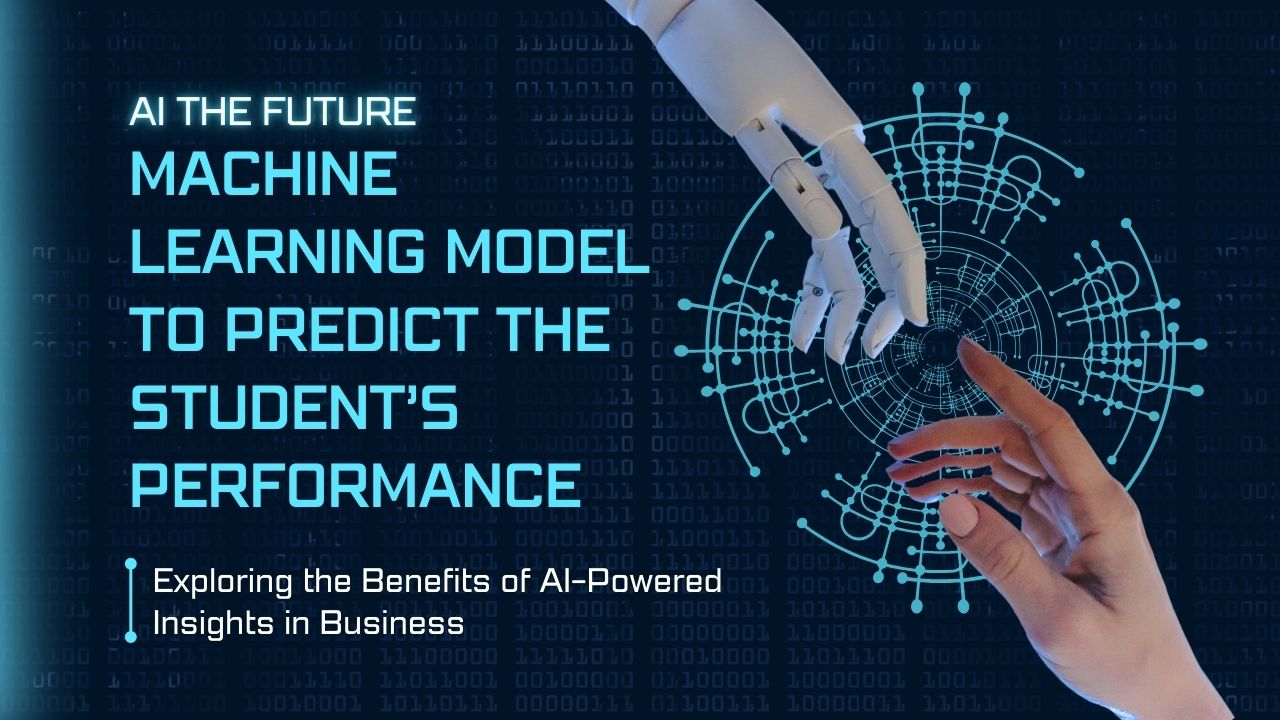 AI THE FUTURE
MACHINE
LEARNING MODEL
TO PREDICT THE
STUDENT’S
PERFORMANCE
Exploring the Benefits of AI-Powered
Insights in Business